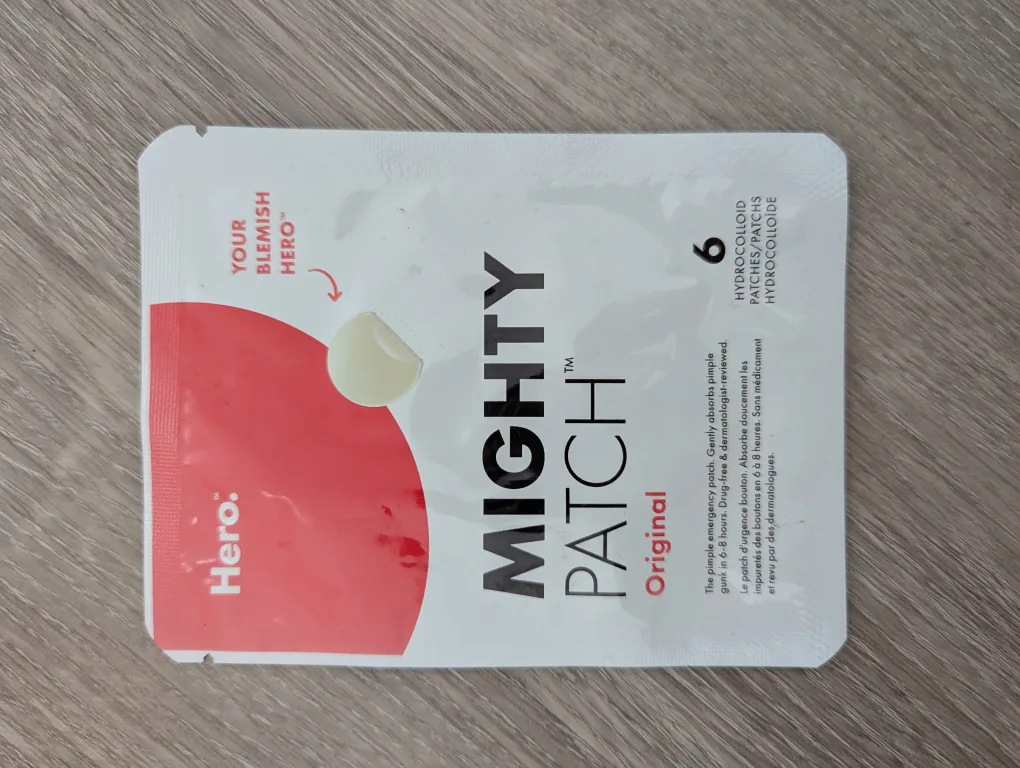 Hero.™
YOUR
BLEMISH
HERO™
MIGHTY
PATCH™
Original
The pimple emergency patch. Gently absorbs pimple
gunk in 6-8 hours. Drug-free & dermatologist-reviewed.
Le patch d'urgence bouton. Absorbe doucement les
impuretés des boutons en 6 à 8 heures. Sans médicament
et revu par des dermatologues.
6
HYDROCOLLOID
PATCHES/PATCHS
HYDROCOLLOÏDE